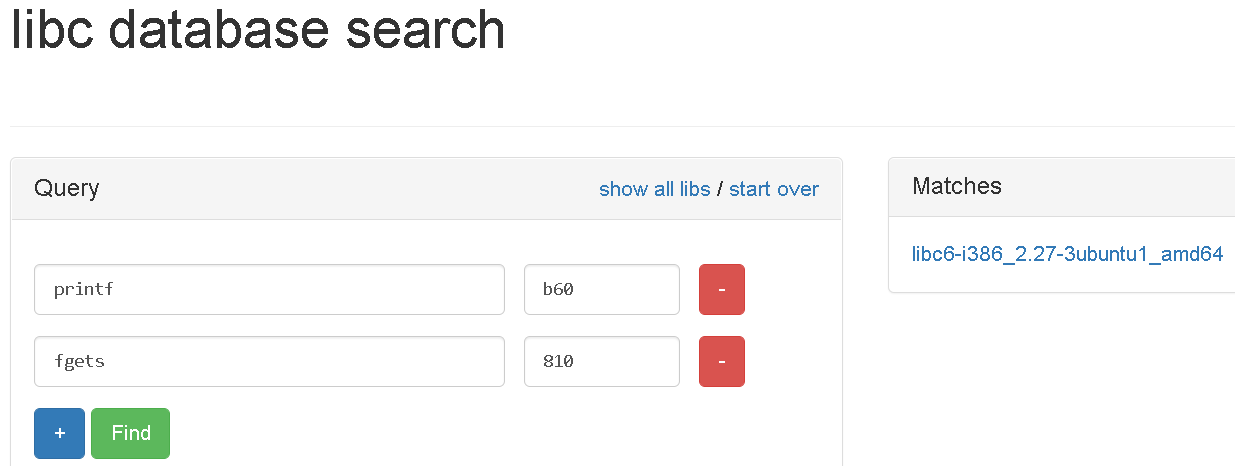 libc database search
Query
show all libs / start over
printf
b60
-
fgets
810
-
+
Find
Matches
libc6-i386_2.27-3ubuntu1_amd64